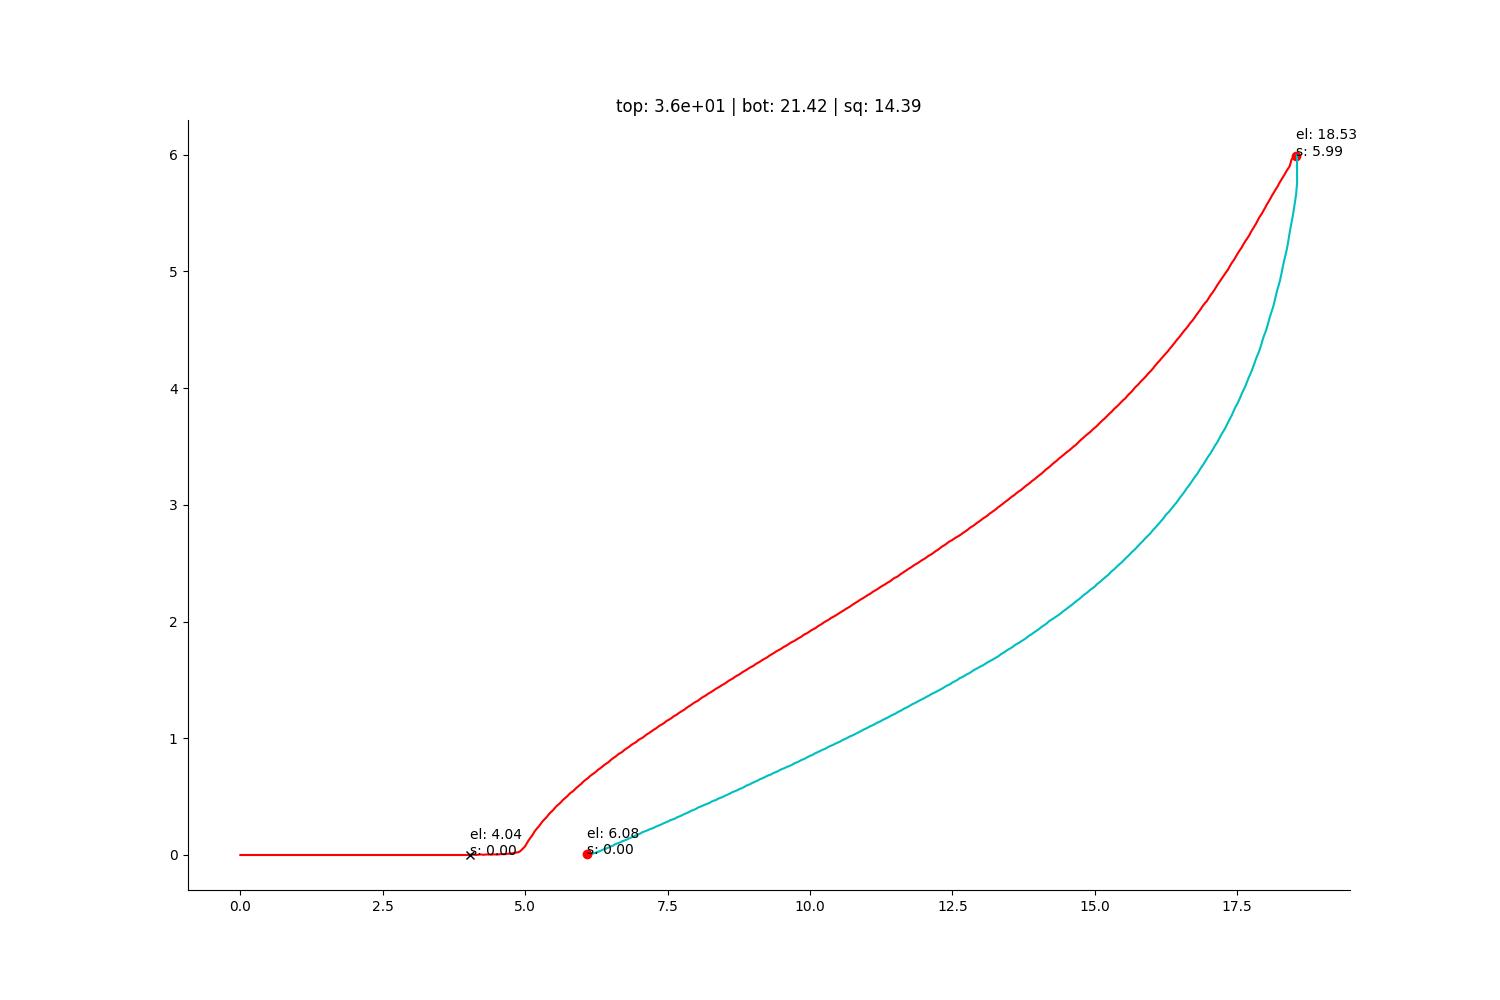 top: 3.6e+01 | bot: 21.42 | sq: 14.39
el: 18.53
s: 5.99
6
5
4
3
2
1
0
el: 4.04
s: 0.00
el: 6.08
s: 0.00
0.0 2.5 5.0 7.5 10.0 12.5 15.0 17.5